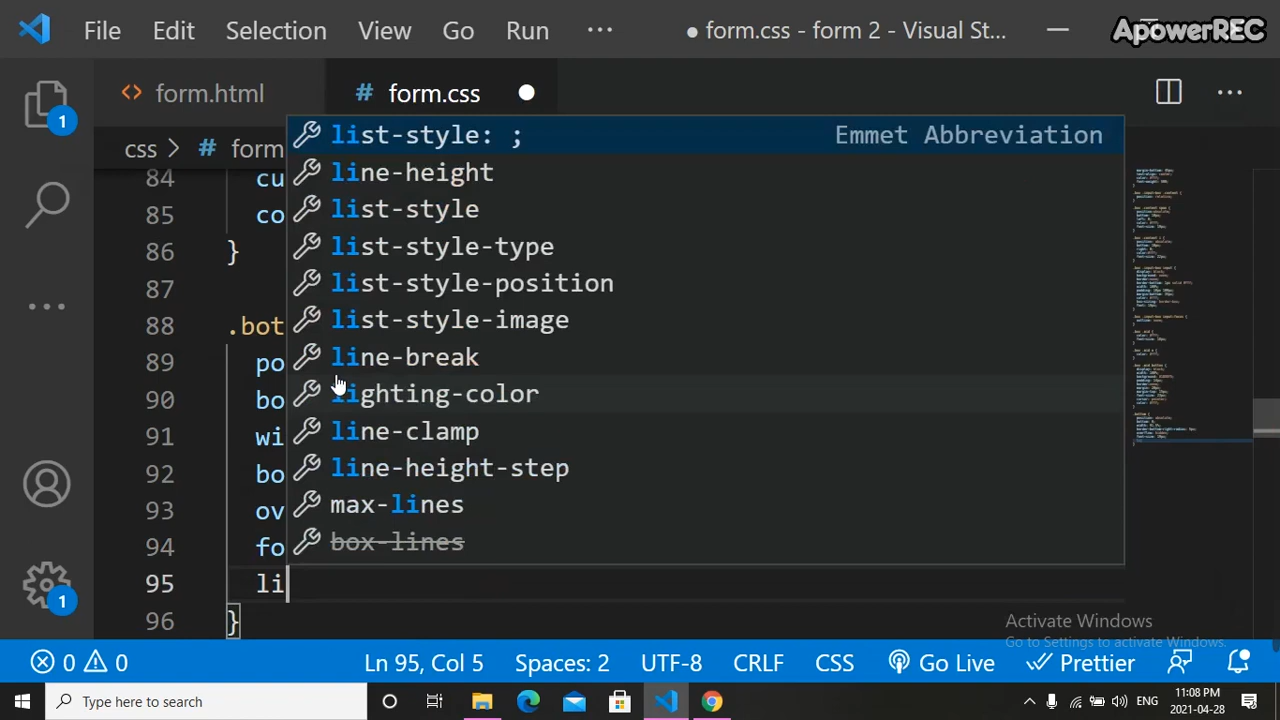 File Edit Selection View Go Run ··· ● form.css - form 2 - Visual St... ApowerREC
form.html # form.css
css > # form
list-style: ; Emmet Abbreviation
line-height
list-style
list-style-type
list-style-position
list-style-image
line-break
lighting-color
line-clamp
line-height-step
max-lines
box-lines
84 cu
85 co
86 }
87
88 .bot
89 po
90 bo
91 wi
92 bo
93 ov
94 fo
95 li
96 }
1
1
Activate Windows
Go to Settings to activate Windows.
0 0 Ln 95, Col 5 Spaces: 2 UTF-8 CRLF CSS Go Live Prettier
Type here to search ENG 11:08 PM
2021-04-28